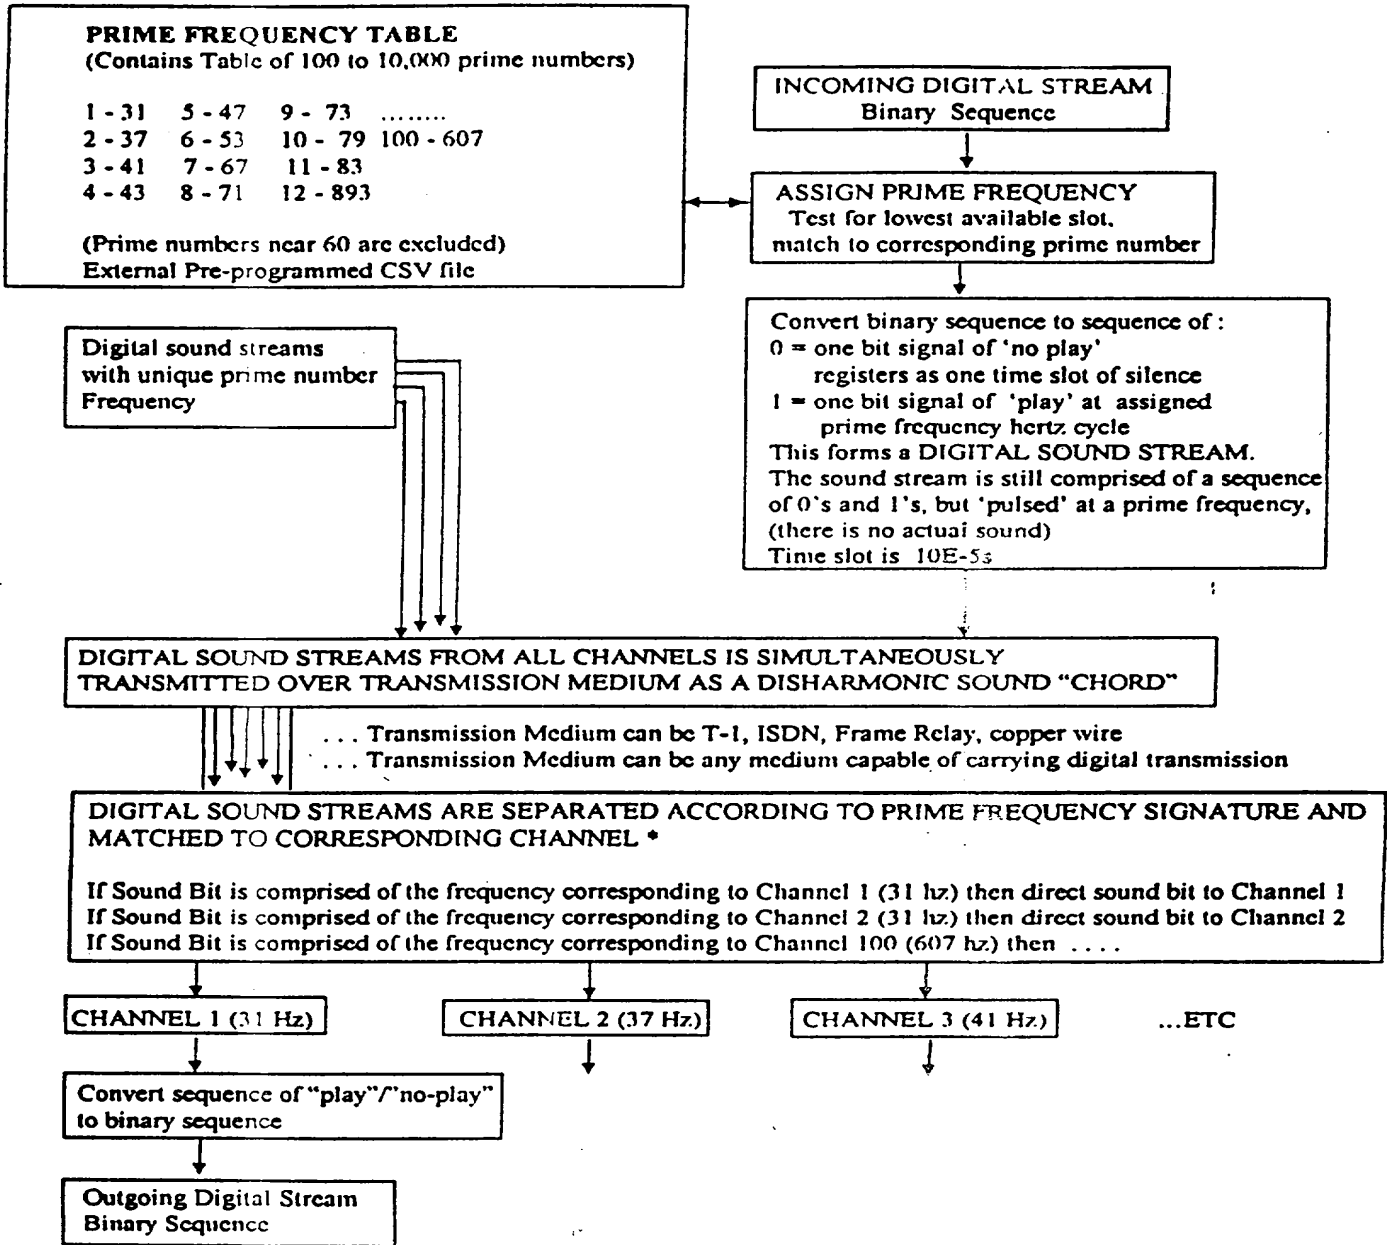 PRIME FREQUENCY TABLE
(Contains Table of 100 to 10,000 prime numbers)
1 - 31 5 - 47 9 - 73 ........
2 - 37 6 - 53 10 - 79 100 - 607
3 - 41 7 - 67 11 - 83
4 - 43 8 - 71 12 - 893
(Prime numbers near 60 are excluded)
External Pre-programmed CSV file
INCOMING DIGITAL STREAM
Binary Sequence
ASSIGN PRIME FREQUENCY
Test for lowest available slot,
match to corresponding prime number
Convert binary sequence to sequence of :
0 = one bit signal of 'no play'
registers as one time slot of silence
1 = one bit signal of 'play' at assigned
prime frequency hertz cycle
This forms a DIGITAL SOUND STREAM.
The sound stream is still comprised of a sequence
of 0's and 1's, but 'pulsed' at a prime frequency,
(there is no actual sound)
Time slot is 10E-5s
Digital sound streams
with unique prime number
Frequency
DIGITAL SOUND STREAMS FROM ALL CHANNELS IS SIMULTANEOUSLY
TRANSMITTED OVER TRANSMISSION MEDIUM AS A DISHARMONIC SOUND "CHORD"
... Transmission Medium can be T-1, ISDN, Frame Relay, copper wire
... Transmission Medium can be any medium capable of carrying digital transmission
DIGITAL SOUND STREAMS ARE SEPARATED ACCORDING TO PRIME FREQUENCY SIGNATURE AND
MATCHED TO CORRESPONDING CHANNEL *
If Sound Bit is comprised of the frequency corresponding to Channel 1 (31 hz) then direct sound bit to Channel 1
If Sound Bit is comprised of the frequency corresponding to Channel 2 (31 hz) then direct sound bit to Channel 2
If Sound Bit is comprised of the frequency corresponding to Channel 100 (607 hz) then ....
CHANNEL 1 (31 Hz)
CHANNEL 2 (37 Hz)
CHANNEL 3 (41 Hz)
...ETC
Convert sequence of "play"/"no-play"
to binary sequence
Outgoing Digital Stream
Binary Sequence